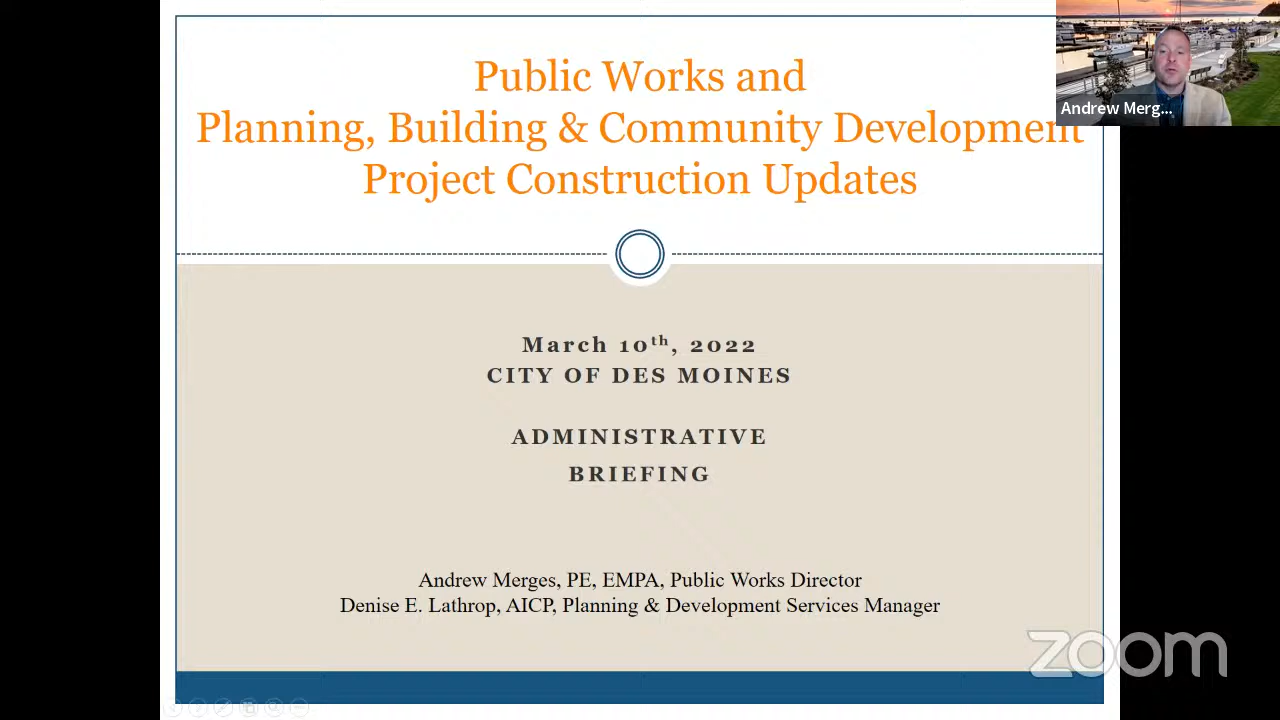 Public Works and
Planning, Building & Community Development
Project Construction Updates
Andrew Merg...
March 10th, 2022
CITY OF DES MOINES
ADMINISTRATIVE
BRIEFING
Andrew Merges, PE, EMPA, Public Works Director
Denise E. Lathrop, AICP, Planning & Development Services Manager
zoom